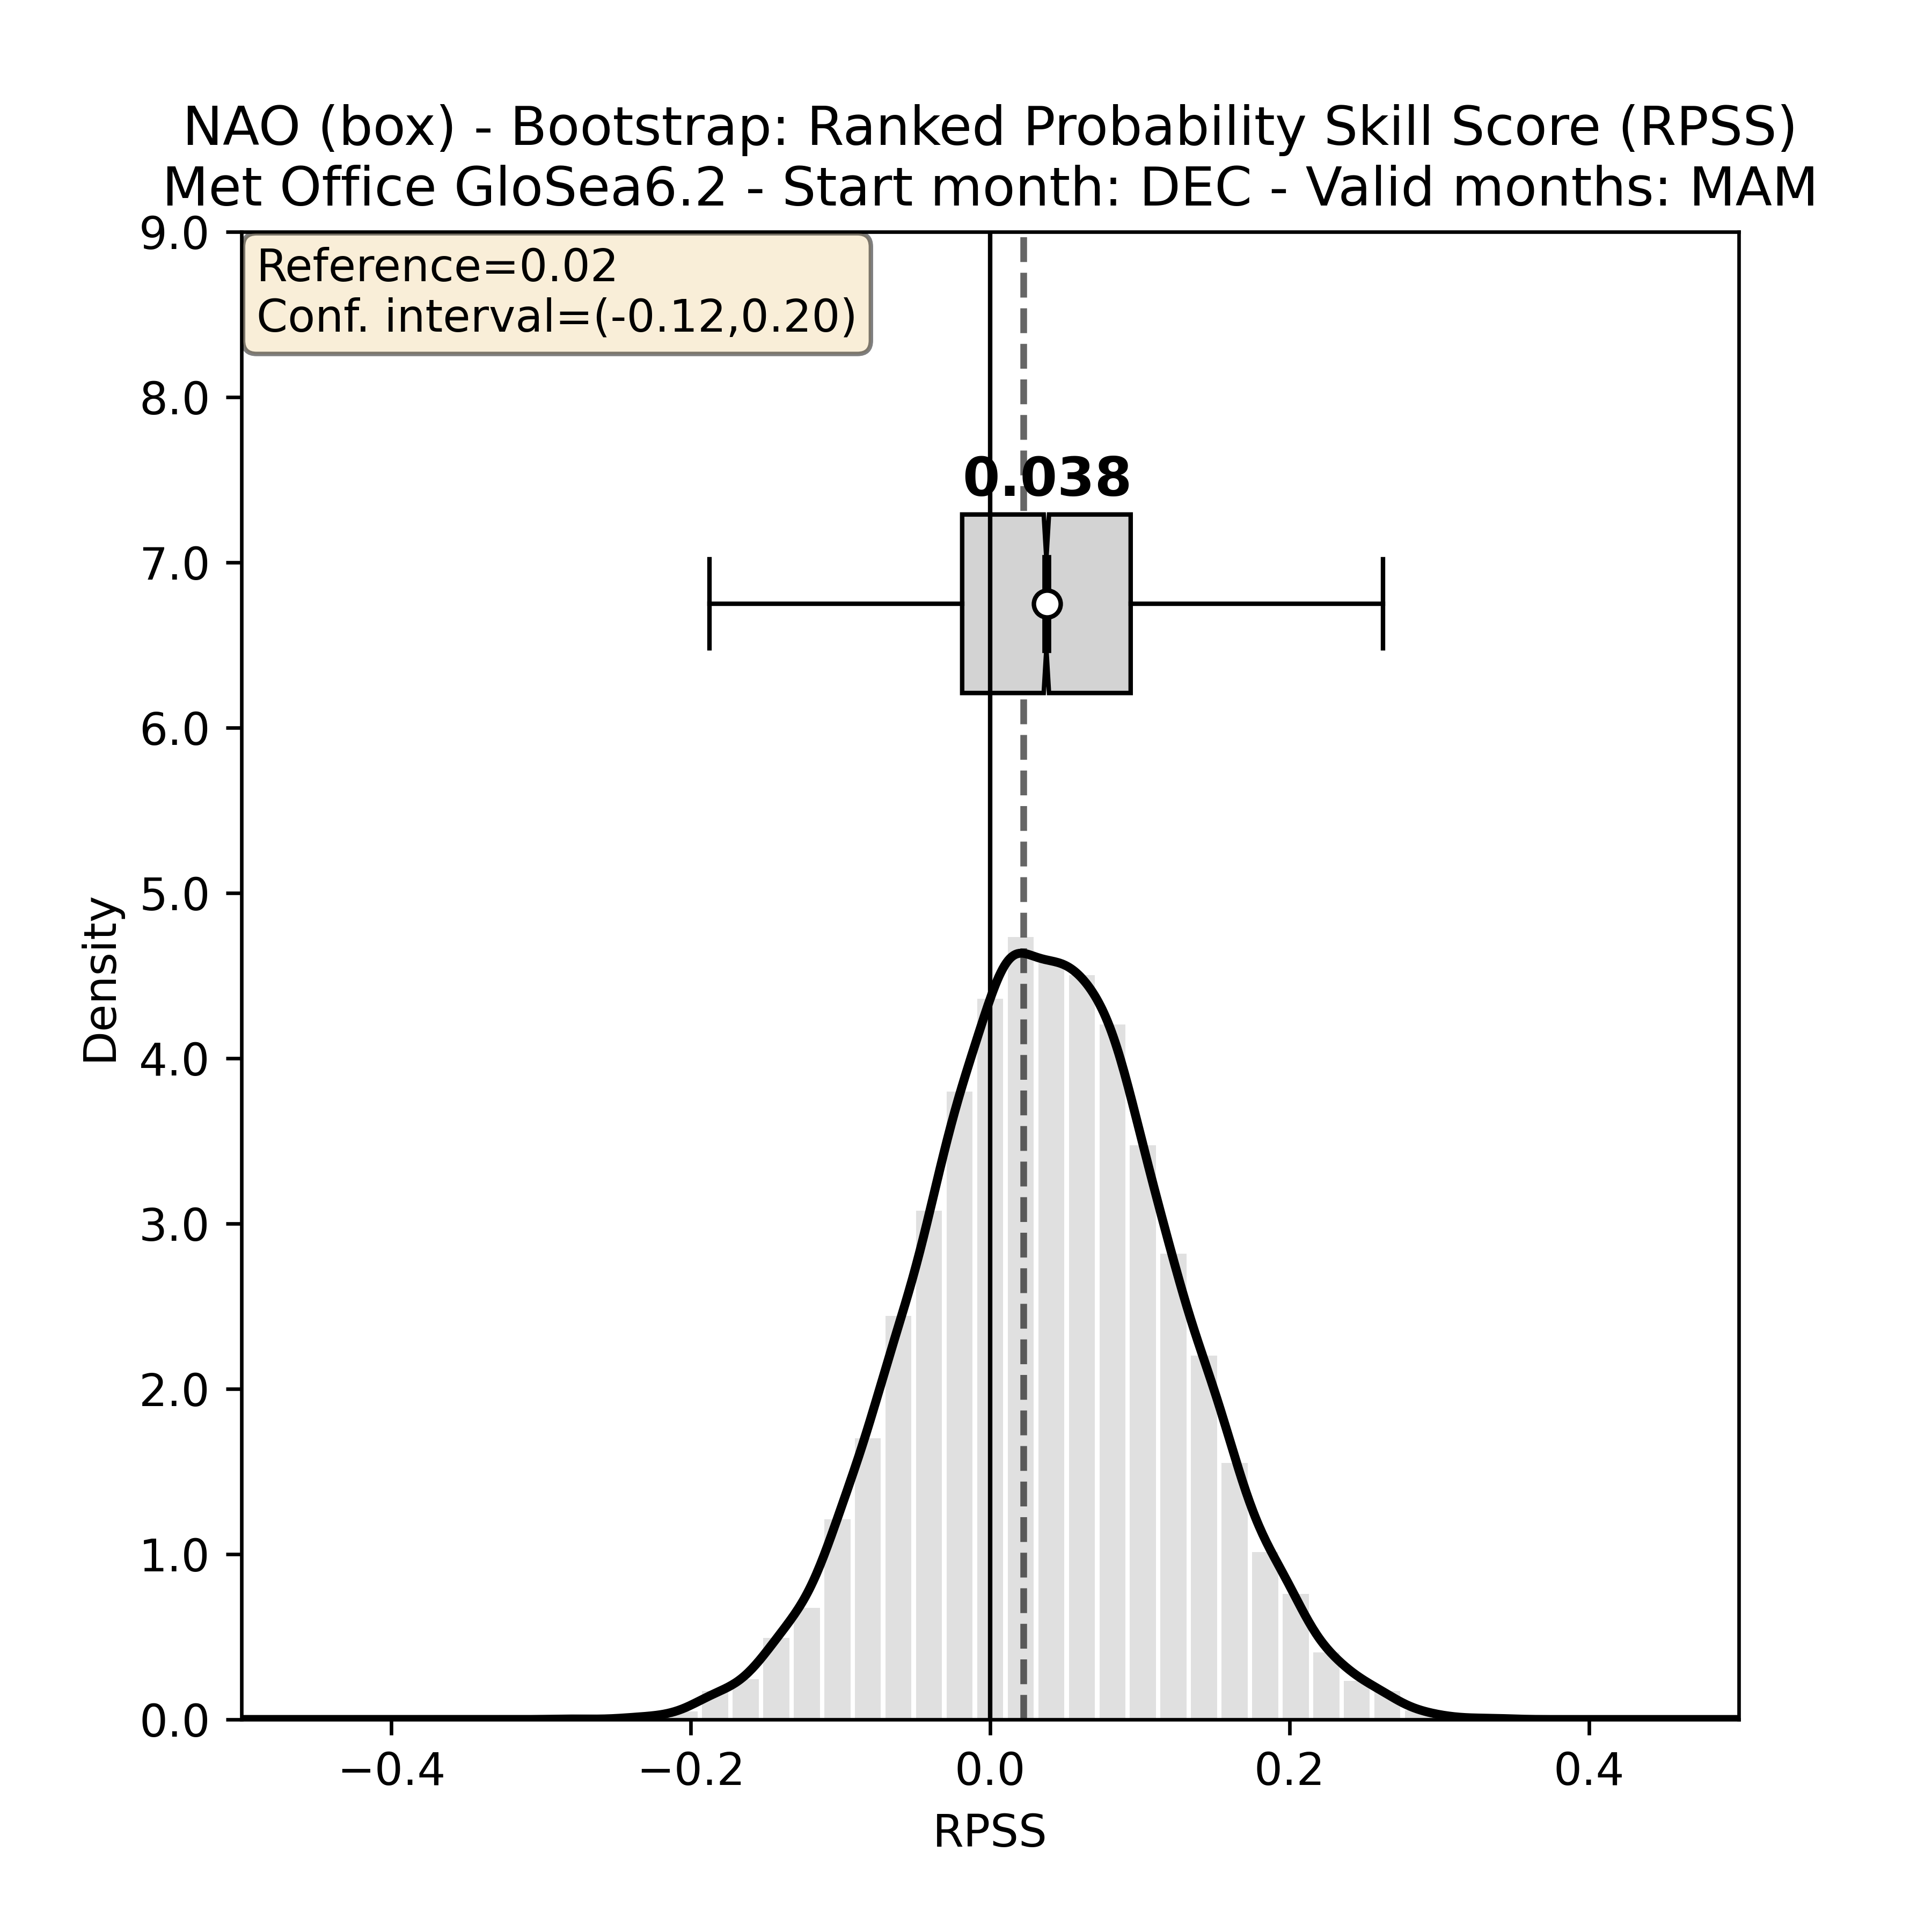 NAO (box) - Bootstrap: Ranked Probability Skill Score (RPSS)
Met Office GloSea6.2 - Start month: DEC - Valid months: MAM
Reference=0.02
Conf. interval=(-0.12,0.20)
0.038
9.0
8.0
7.0
6.0
5.0
4.0
3.0
2.0
1.0
0.0
Density
−0.4
−0.2
0.0
0.2
0.4
RPSS